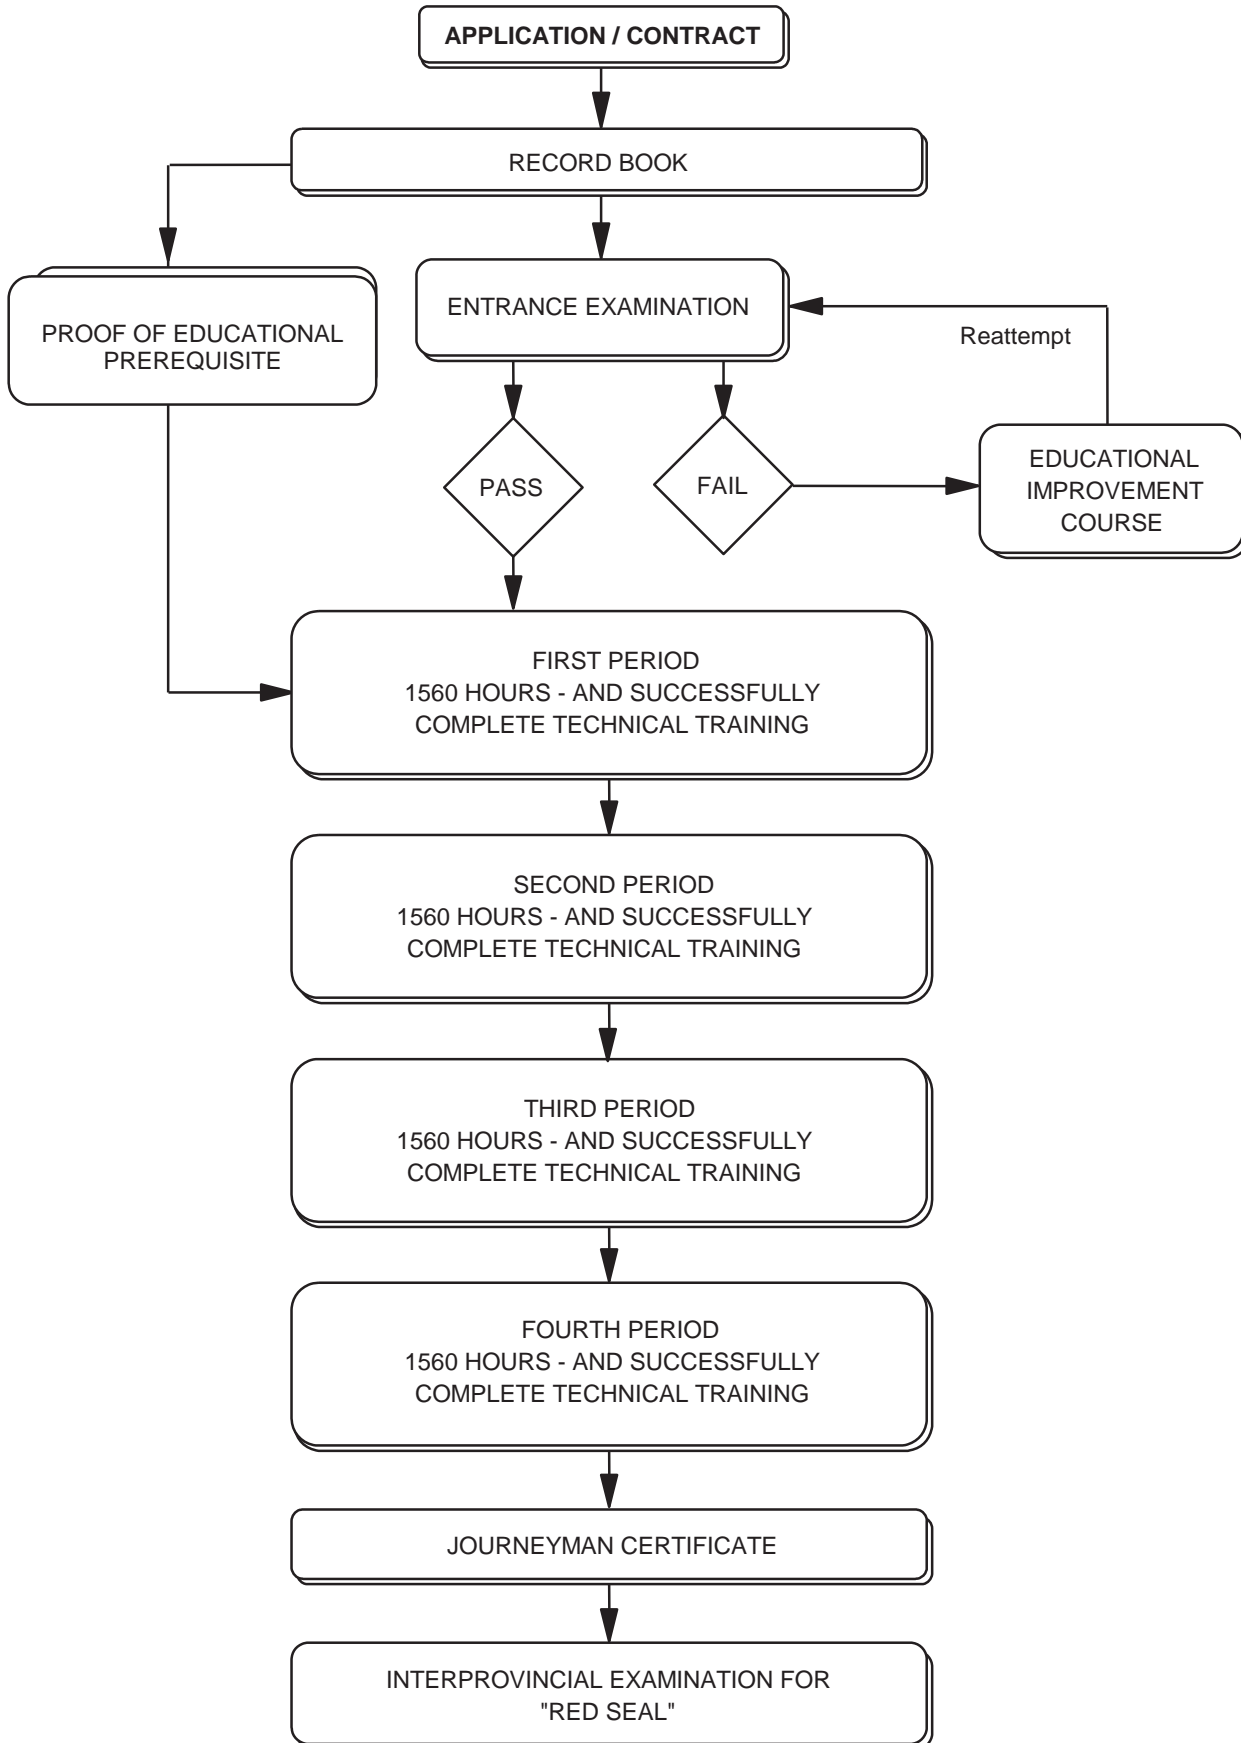 APPLICATION / CONTRACT
RECORD BOOK
PROOF OF EDUCATIONAL
PREREQUISITE
ENTRANCE EXAMINATION
Reattempt
PASS
FAIL
EDUCATIONAL
IMPROVEMENT
COURSE
FIRST PERIOD
1560 HOURS - AND SUCCESSFULLY
COMPLETE TECHNICAL TRAINING
SECOND PERIOD
1560 HOURS - AND SUCCESSFULLY
COMPLETE TECHNICAL TRAINING
THIRD PERIOD
1560 HOURS - AND SUCCESSFULLY
COMPLETE TECHNICAL TRAINING
FOURTH PERIOD
1560 HOURS - AND SUCCESSFULLY
COMPLETE TECHNICAL TRAINING
JOURNEYMAN CERTIFICATE
INTERPROVINCIAL EXAMINATION FOR
"RED SEAL"